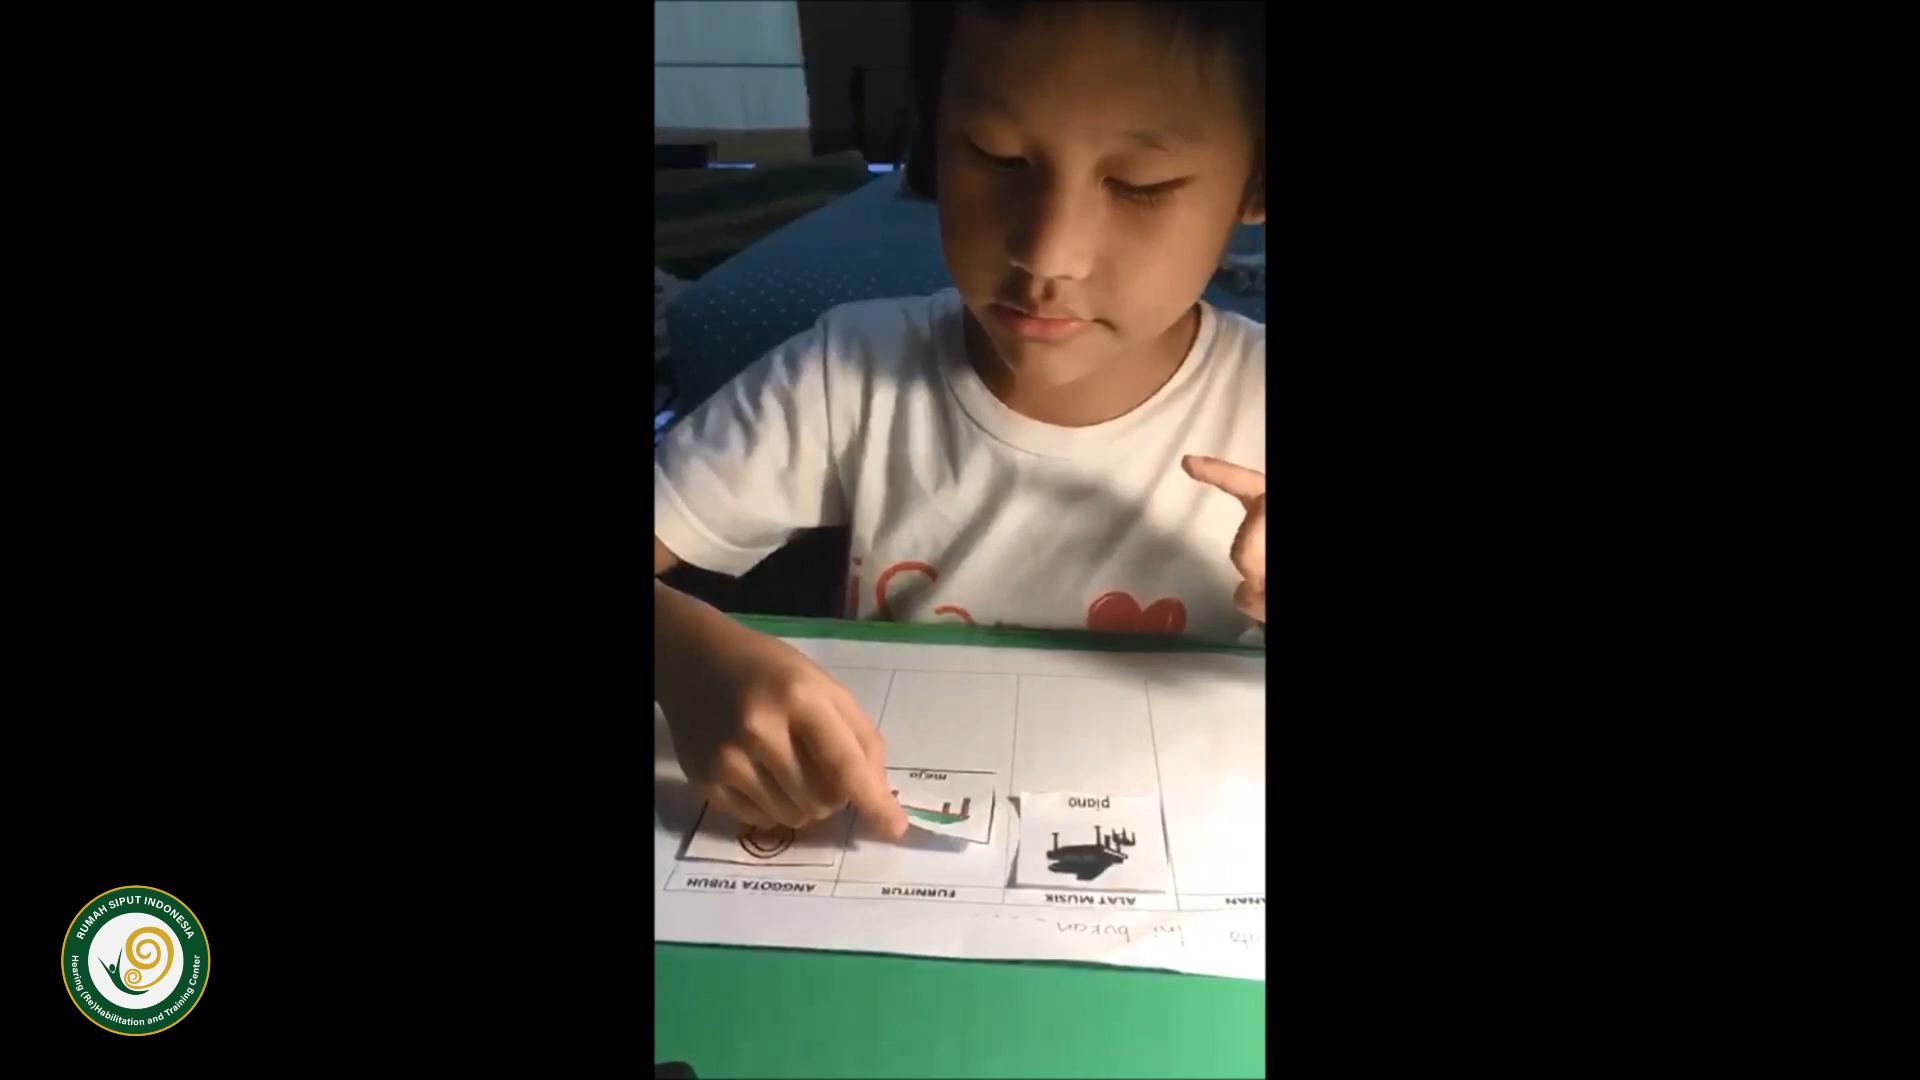 meja
piano
ANGGOTA TUBUH
FURNITUR
ALAT MUSIK
Ini bukan ....
RUMAH SIPUT INDONESIA
Hearing (Re)Habilitation and Training Center